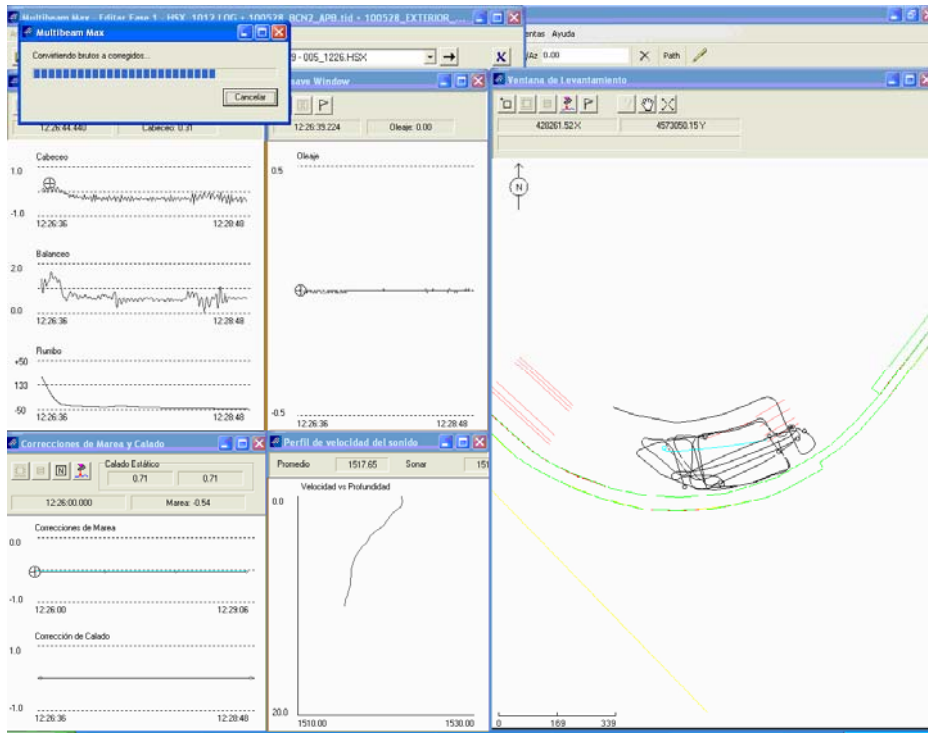 Multibeam Max - Editar Fase 1 - HSX_1012.LOG + 100528_BCN2_APB.tid + 100528_EXTERIOR_...
Multibeam Max
Convirtiendo brutos a corregidos...
Cancelar
9 - 005_1226.HSX
entas Ayuda
/Az 0.00
Path
Window
Ventana de Levantamiento
12:26:44.440
Cabeceo: 0.31
12:26:39.224
Oleaje: 0.00
428261.52 X
4573050.15 Y
Cabeceo
1.0
-1.0
12:26:36
12:28:48
Balanceo
2.0
0.0
12:26:36
12:28:48
Rumbo
+50
133
-50
12:26:36
12:28:48
Oleaje
0.5
-0.5
12:26:36
12:28:48
N
Correcciones de Marea y Calado
N
Calado Estático
0.71
0.71
12:26:00.000
Marea: -0.54
Correcciones de Marea
0.0
-1.0
12:26:00
12:29:06
Corrección de Calado
1.0
-1.0
12:26:36
12:28:48
Perfil de velocidad del sonido
Promedio
1517.65
Sonar
151
Velocidad vs Profundidad
0.0
20.0
1510.00
1530.00
0
169
339